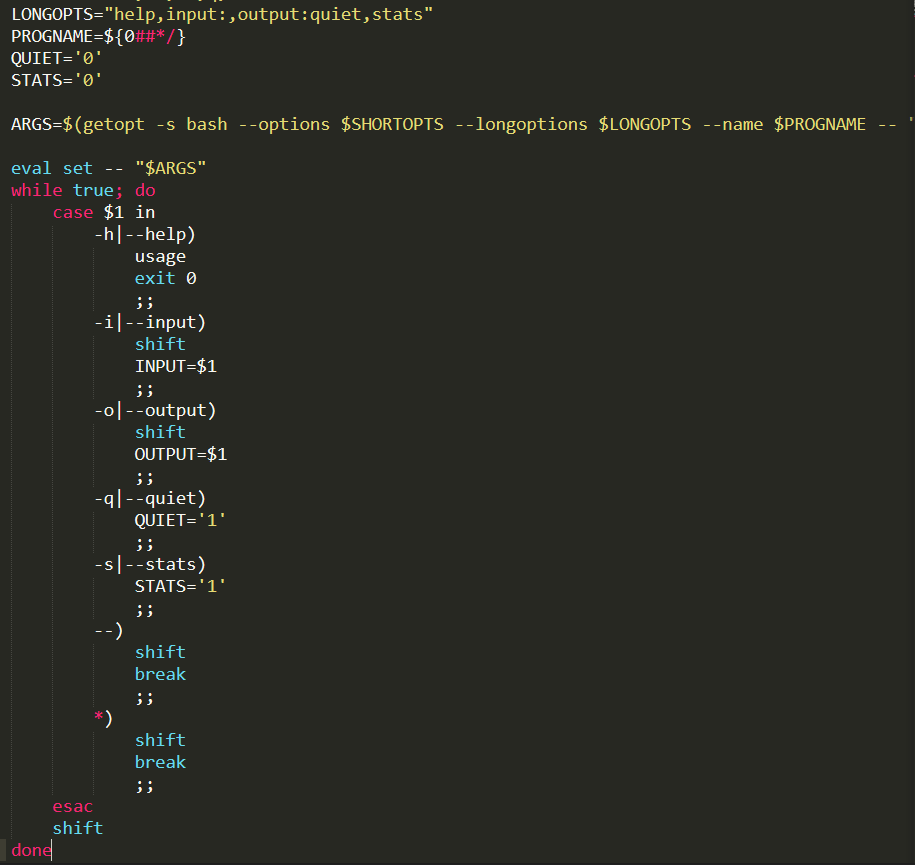 LONGOPTS="help,input:,output:quiet,stats"
PROGNAME=${0##*/}
QUIET='0'
STATS='0'
ARGS=$(getopt -s bash --options $SHORTOPTS --longoptions $LONGOPTS --name $PROGNAME --
eval set -- "$ARGS"
while true; do
case $1 in
-h|--help)
usage
exit 0
;;
-i|--input)
shift
INPUT=$1
;;
-o|--output)
shift
OUTPUT=$1
;;
-q|--quiet)
QUIET='1'
;;
-s|--stats)
STATS='1'
;;
--)
shift
break
;;
*)
shift
break
;;
esac
shift
done